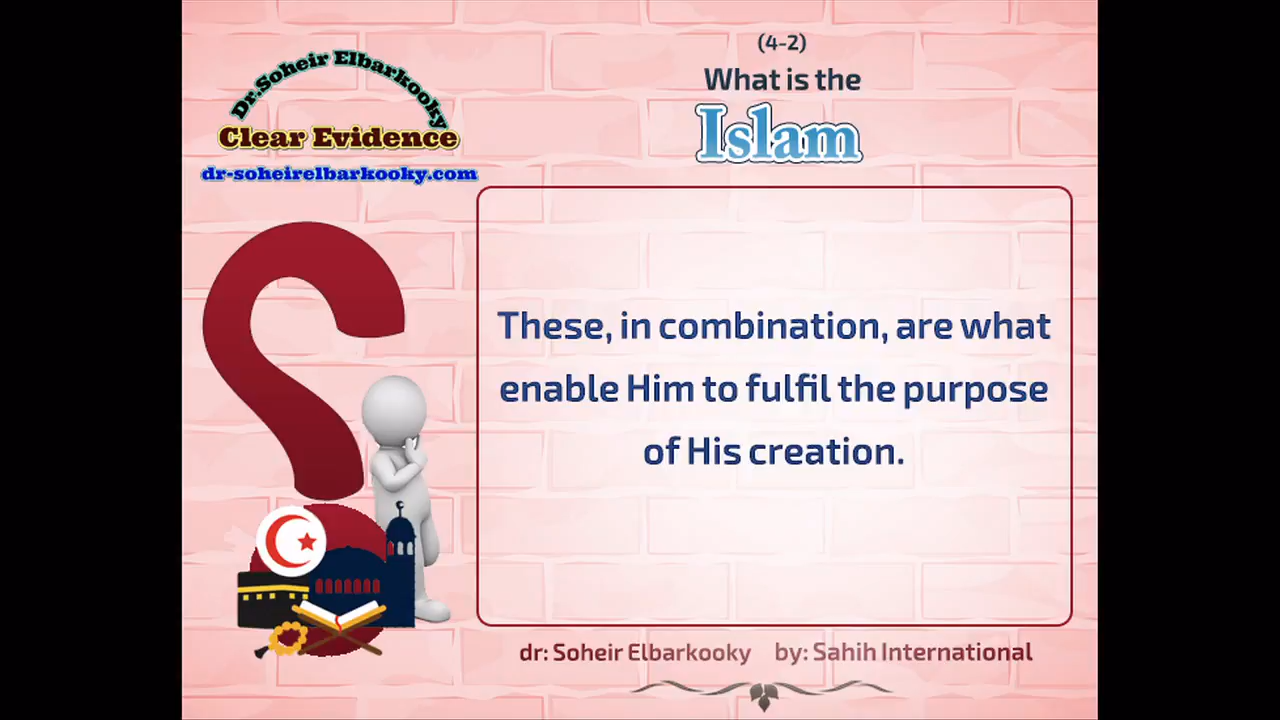 Dr.Soheir Elbarkooky
Clear Evidence
dr-soheirelbarkooky.com
(4-2)
What is the
Islam
These, in combination, are what
enable Him to fulfil the purpose
of His creation.
dr: Soheir Elbarkooky by: Sahih International